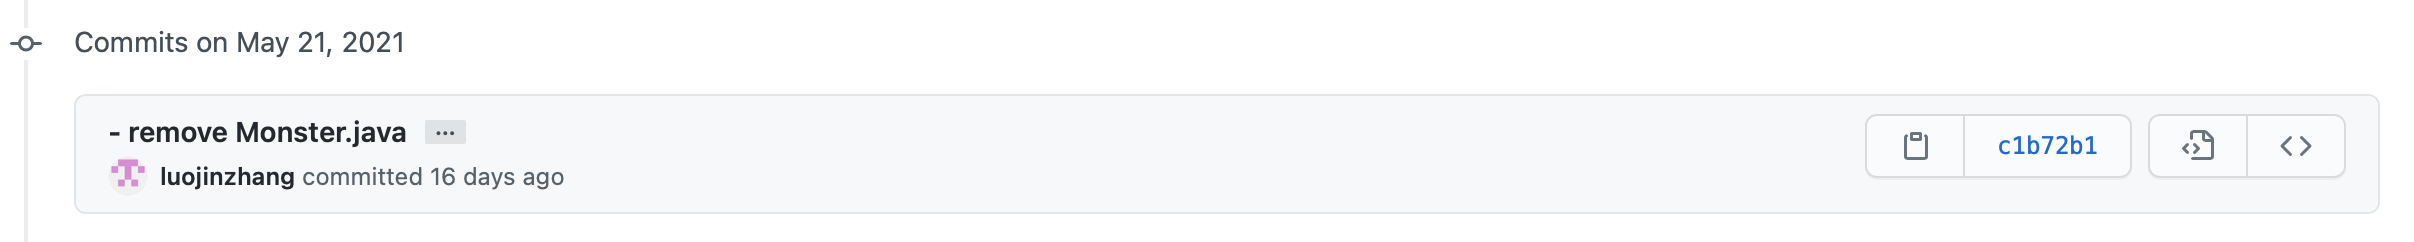 Commits on May 21, 2021
- remove Monster.java ...
c1b72b1
luojinzhang committed 16 days ago